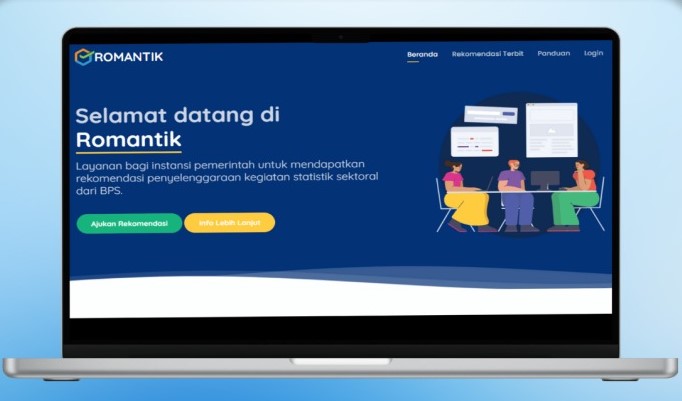 ROMANTIK
Beranda
Rekomendasi Terbit
Panduan
Login
Selamat datang di
Romantik
Layanan bagi instansi pemerintah untuk mendapatkan
rekomendasi penyelenggaraan kegiatan statistik sektoral
dari BPS.
Ajukan Rekomendasi
Info Lebih Lanjut